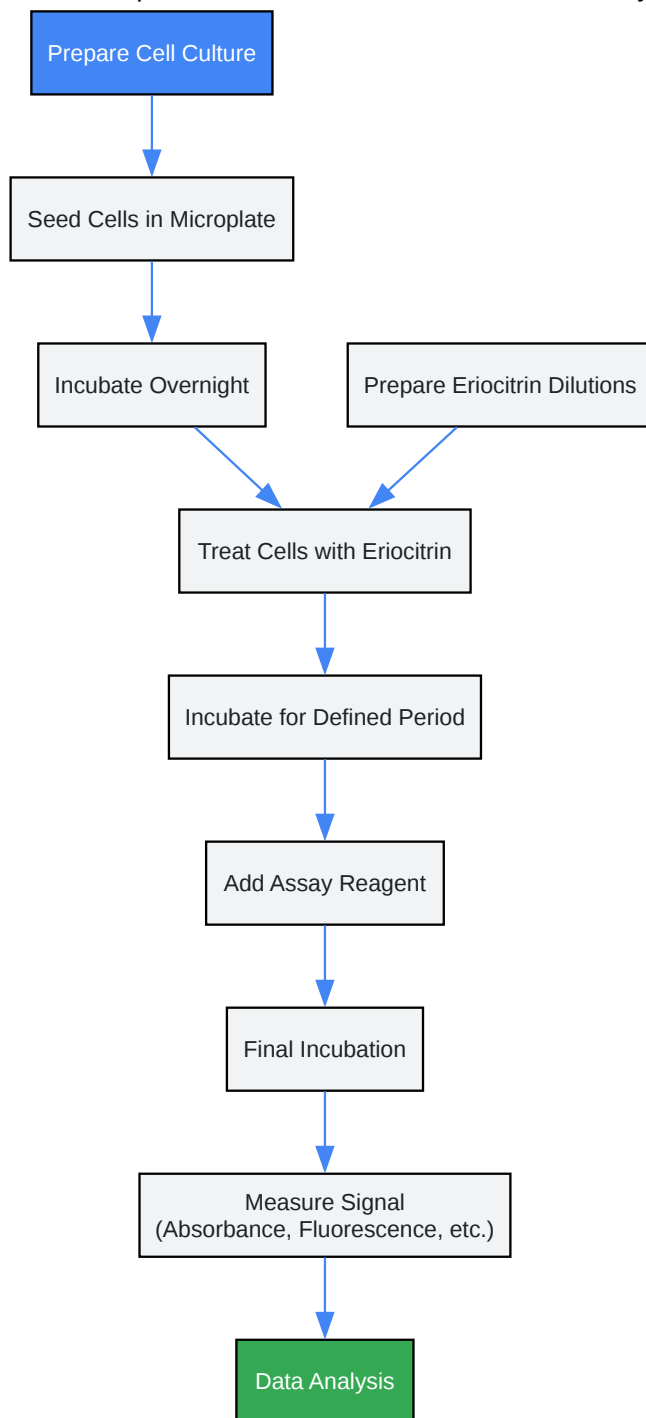 Prepare Cell Culture
Seed Cells in Microplate
Incubate Overnight
Prepare Eriocitrin Dilutions
Treat Cells with Eriocitrin
Incubate for Defined Period
Add Assay Reagent
Final Incubation
Measure Signal
(Absorbance, Fluorescence, etc.)
Data Analysis